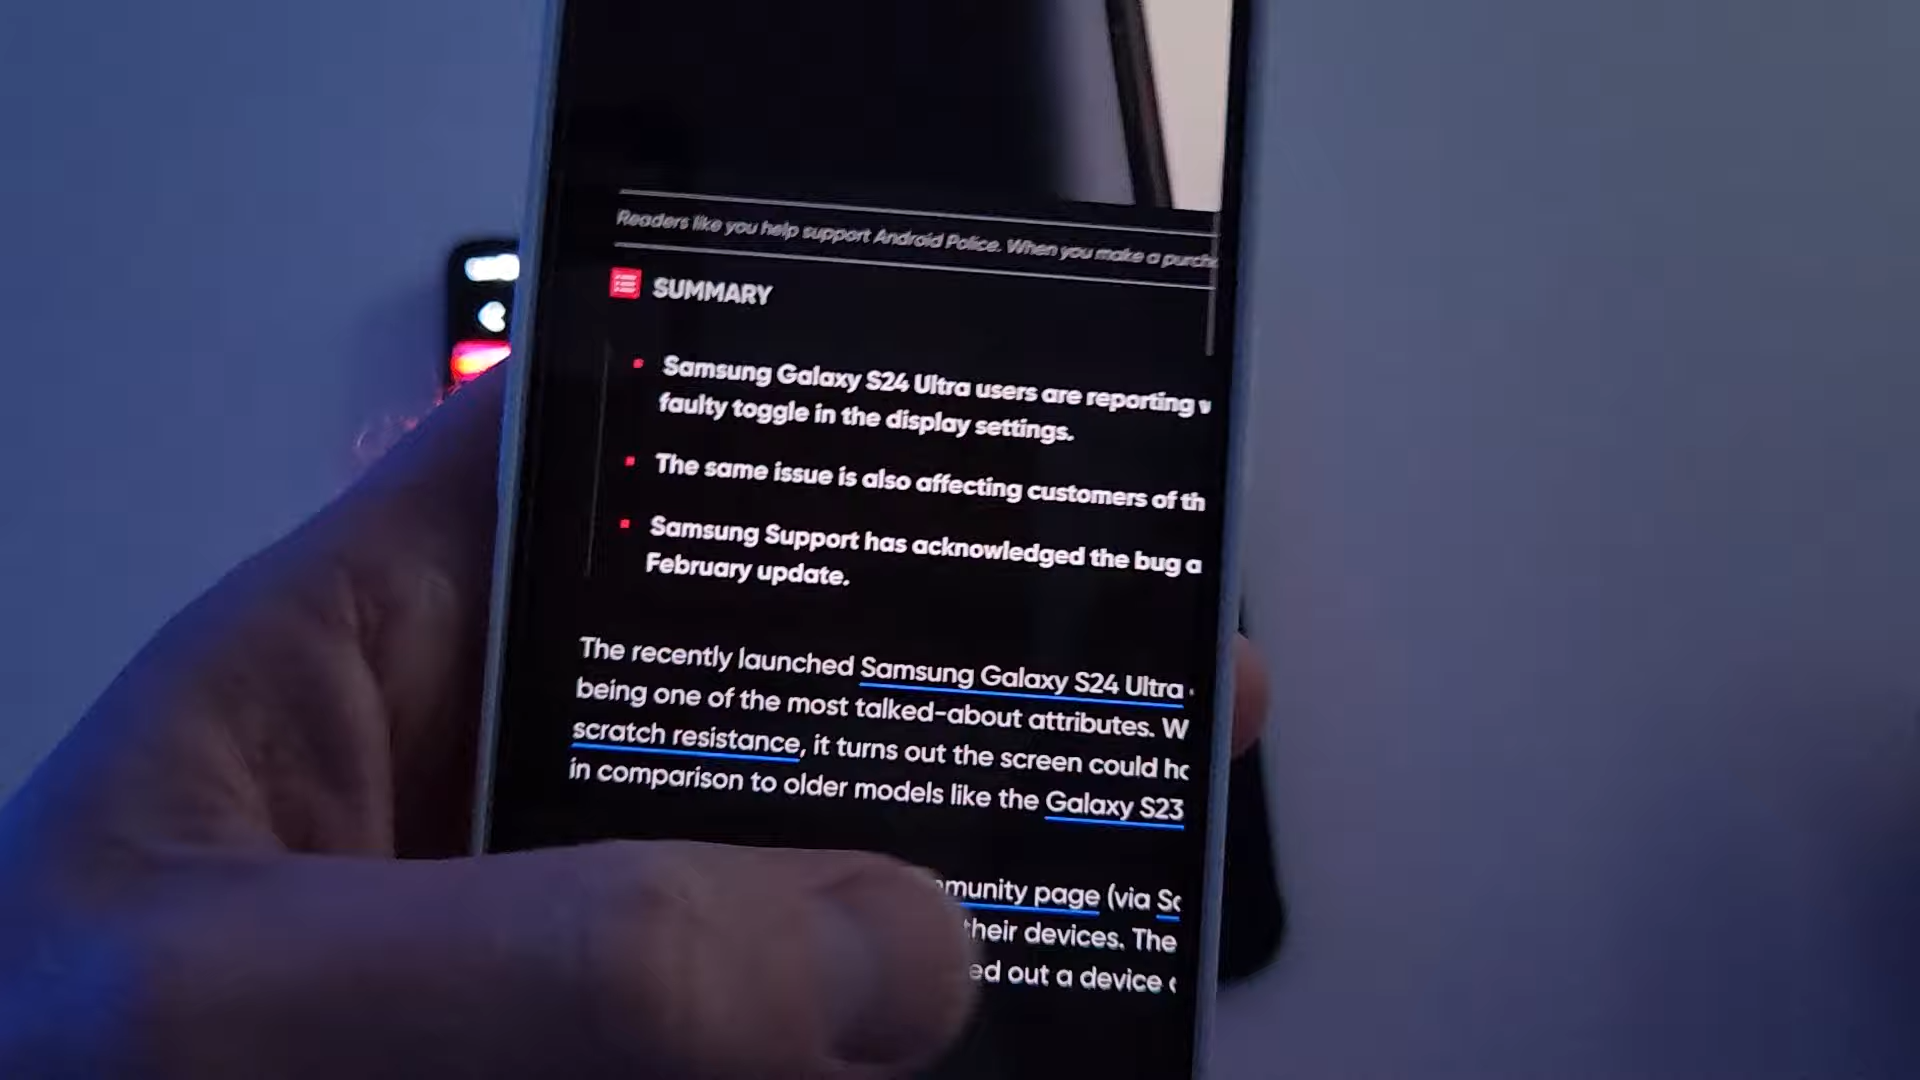 Readers like you help support Android Police. When you make a
SUMMARY
Samsung Galaxy S24 Ultra users are reporting
faulty toggle in the display settings.
The same issue is also affecting customers of
Samsung Support has acknowledged the bug
February update.
The recently launched Samsung Galaxy S24 Ultra
being one of the most talked-about attributes.
scratch resistance, it turns out the screen could
in comparison to older models like the Galaxy S23
page (via
their devices. The
out a device